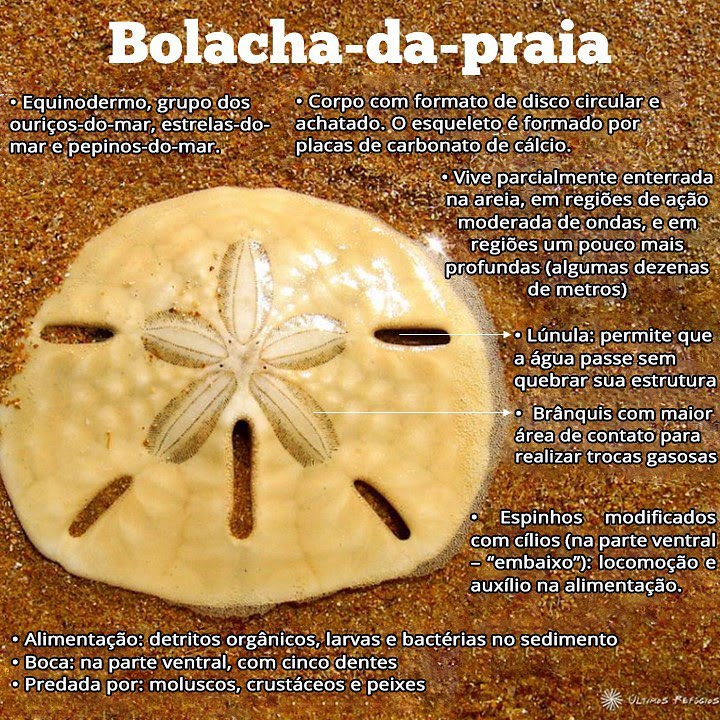 Bolacha-da-praia
• Equinodermo, grupo dos
ouriços-do-mar, estrelas-do-
mar e pepinos-do-mar.
• Corpo com formato de disco circular e
achatado. O esqueleto é formado por
placas de carbonato de cálcio.
• Vive parcialmente enterrada
na areia, em regiões de ação
moderada de ondas, e em
regiões um pouco mais
profundas (algumas dezenas
de metros)
• Lúnula: permite que
a água passe sem
quebrar sua estrutura
• Brânquis com maior
área de contato para
realizar trocas gasosas
• Espinhos modificados
com cílios (na parte ventral
– “embaixo”): locomoção e
auxílio na alimentação.
• Alimentação: detritos orgânicos, larvas e bactérias no sedimento
• Boca: na parte ventral, com cinco dentes
• Predada por: moluscos, crustáceos e peixes
ÚLTIMOS REFÚGIOS